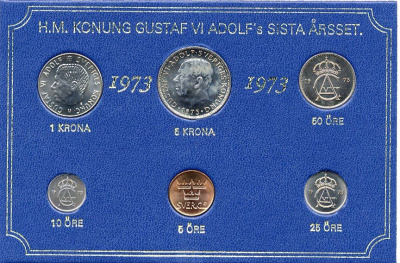 H.M. KONUNG GUSTAF VI ADOLF's SISTA ÅRSSET.
1973 1973
1 KRONA
5 KRONA
50 ÖRE
10 ÖRE
5 ÖRE
25 ÖRE
SVERIGE